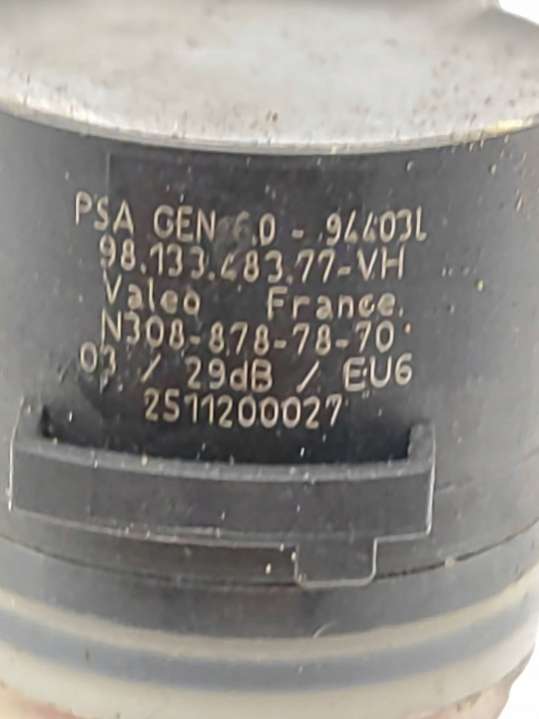 PSA GEN 6.0 - 94403L
98.133.483.77-VH
Valeo France.
N308-878-78-70
03 / 29dB / EU6
2511200027